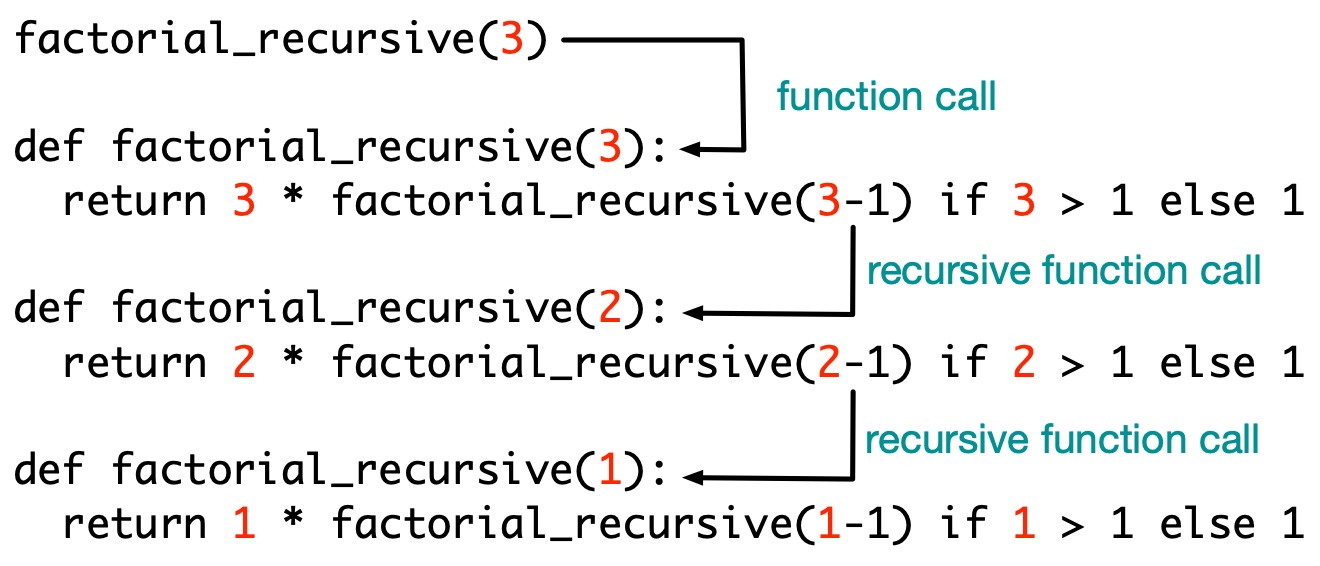 factorial_recursive(3)
function call
def factorial_recursive(3):
return 3 * factorial_recursive(3-1) if 3 > 1 else 1
recursive function call
def factorial_recursive(2):
return 2 * factorial_recursive(2-1) if 2 > 1 else 1
recursive function call
def factorial_recursive(1):
return 1 * factorial_recursive(1-1) if 1 > 1 else 1